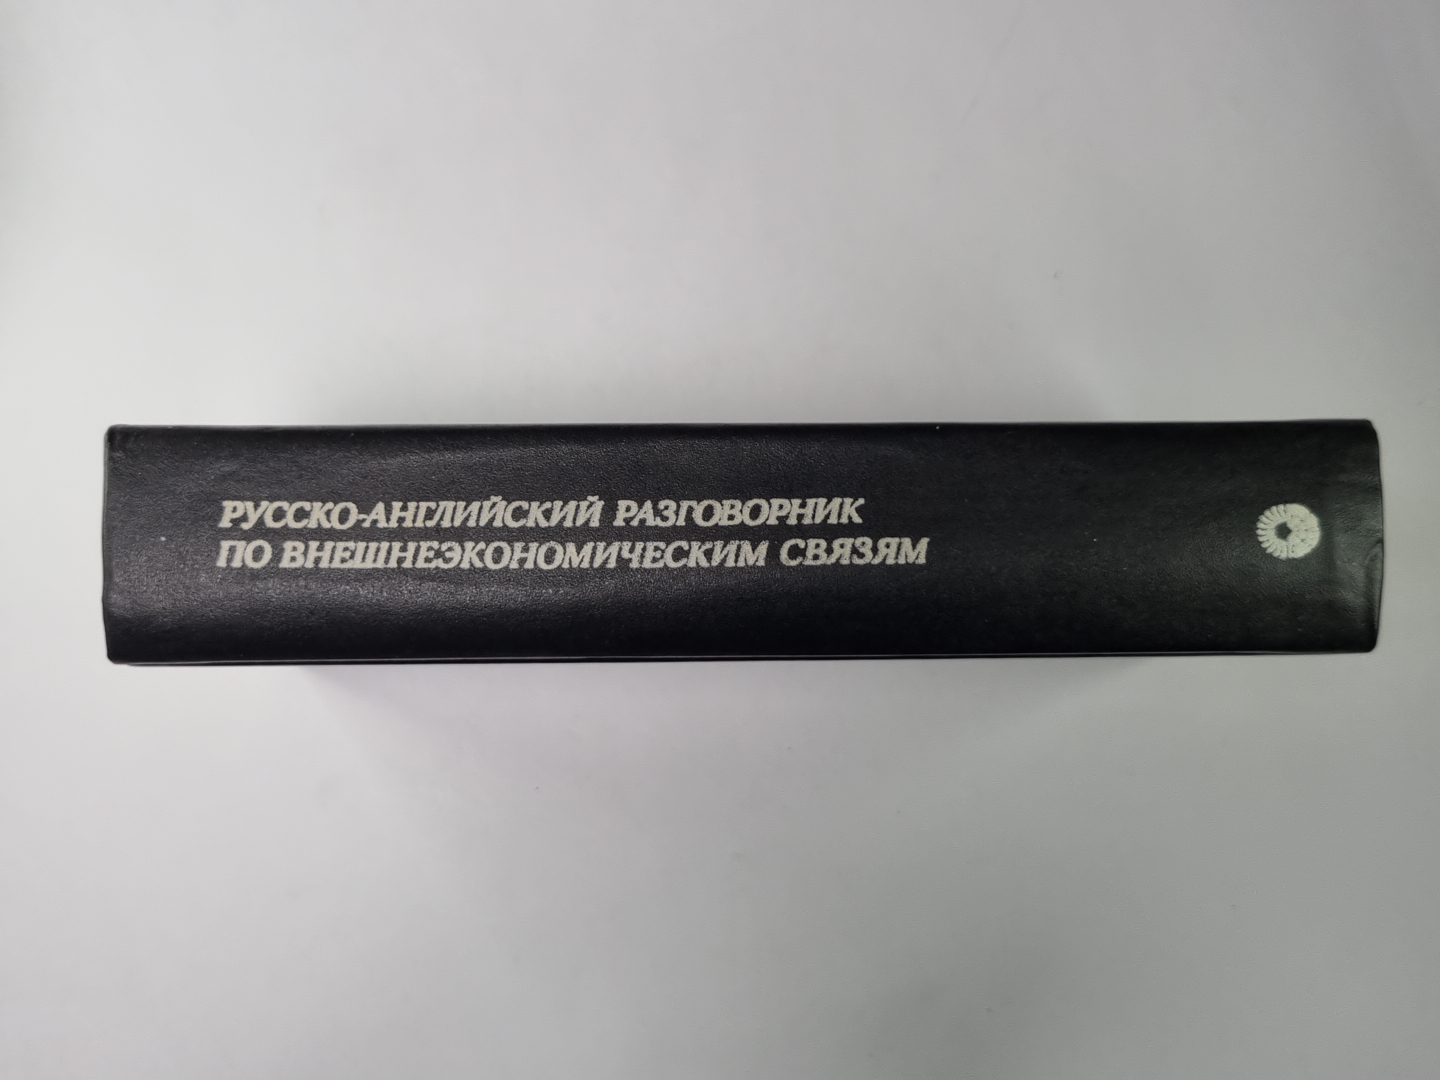 РУССКО-АНГЛИЙСКИЙ РАЗГОВОРНИК
ПО ВНЕШНЕЭКОНОМИЧЕСКИМ СВЯЗЯМ